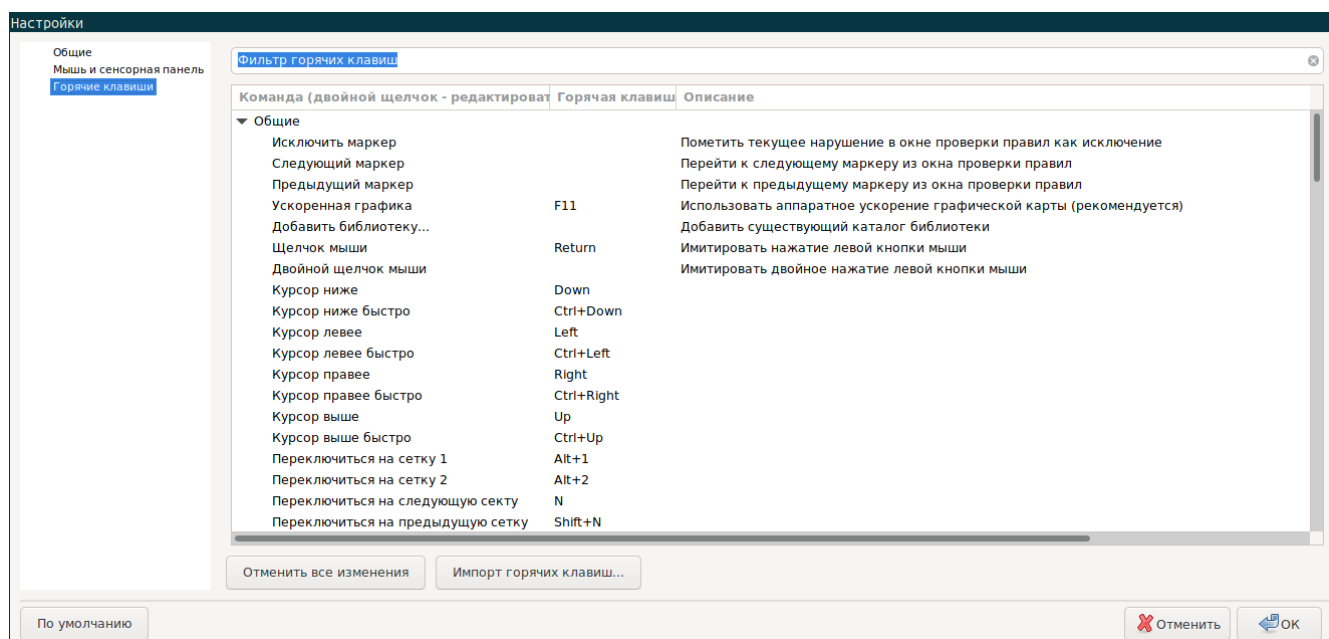 Настройки
Общие
Мышь и сенсорная панель
Горячие клавиши
Фильтр горячих клавиш
Команда (двойной щелчок - редактироват Горячая клавиш Описание
Общие
Исключить маркер Пометить текущее нарушение в окне проверки правил как исключение
Следующий маркер Перейти к следующему маркеру из окна проверки правил
Предыдущий маркер Перейти к предыдущему маркеру из окна проверки правил
Ускоренная графика F11 Использовать аппаратное ускорение графической карты (рекомендуется)
Добавить библиотеку... Добавить существующий каталог библиотеки
Щелчок мыши Return Имитировать нажатие левой кнопки мыши
Двойной щелчок мыши Имитировать двойное нажатие левой кнопки мыши
Курсор ниже Down
Курсор ниже быстро Ctrl+Down
Курсор левее Left
Курсор левее быстро Ctrl+Left
Курсор правее Right
Курсор правее быстро Ctrl+Right
Курсор выше Up
Курсор выше быстро Ctrl+Up
Переключиться на сетку 1 Alt+1
Переключиться на сетку 2 Alt+2
Переключиться на следующую секту N
Переключиться на предыдущую сетку Shift+N
Отменить все изменения Импорт горячих клавиш...
По умолчанию Отменить ОК